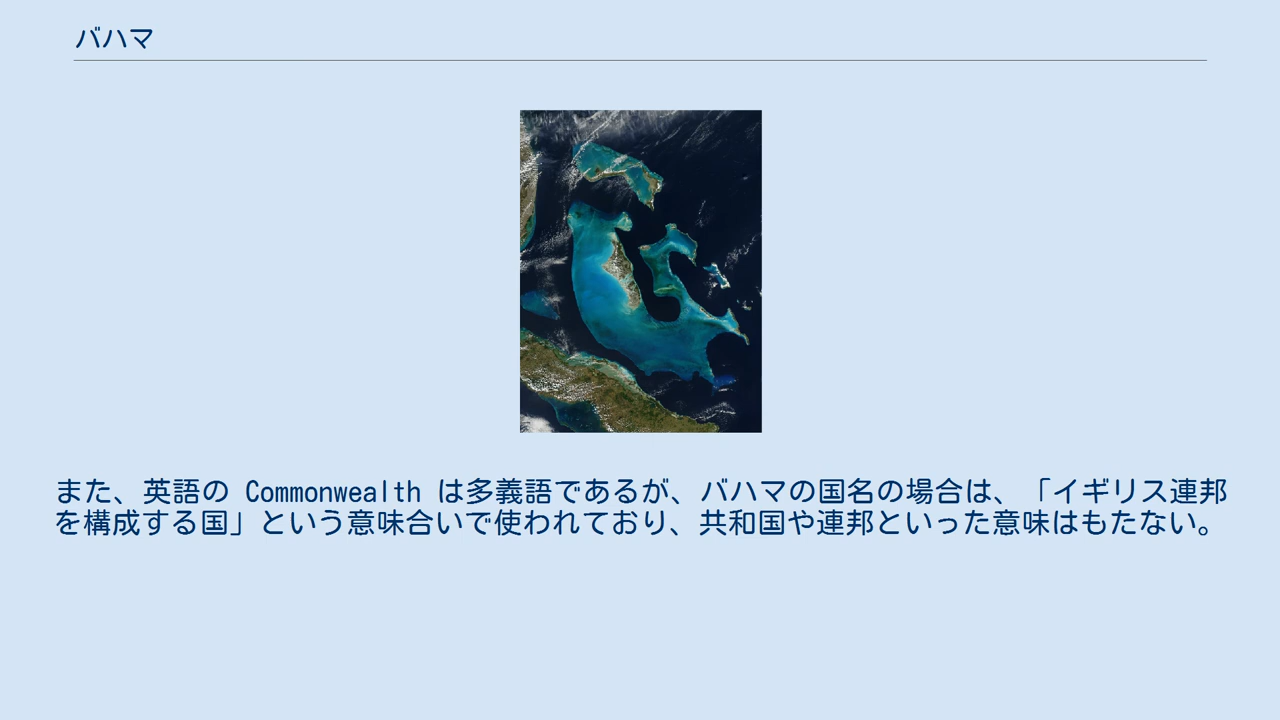 バハマ
また、英語の Commonwealth は多義語であるが、バハマの国名の場合は、「イギリス連邦
を構成する国」という意味合いで使われており、共和国や連邦といった意味はもたない。